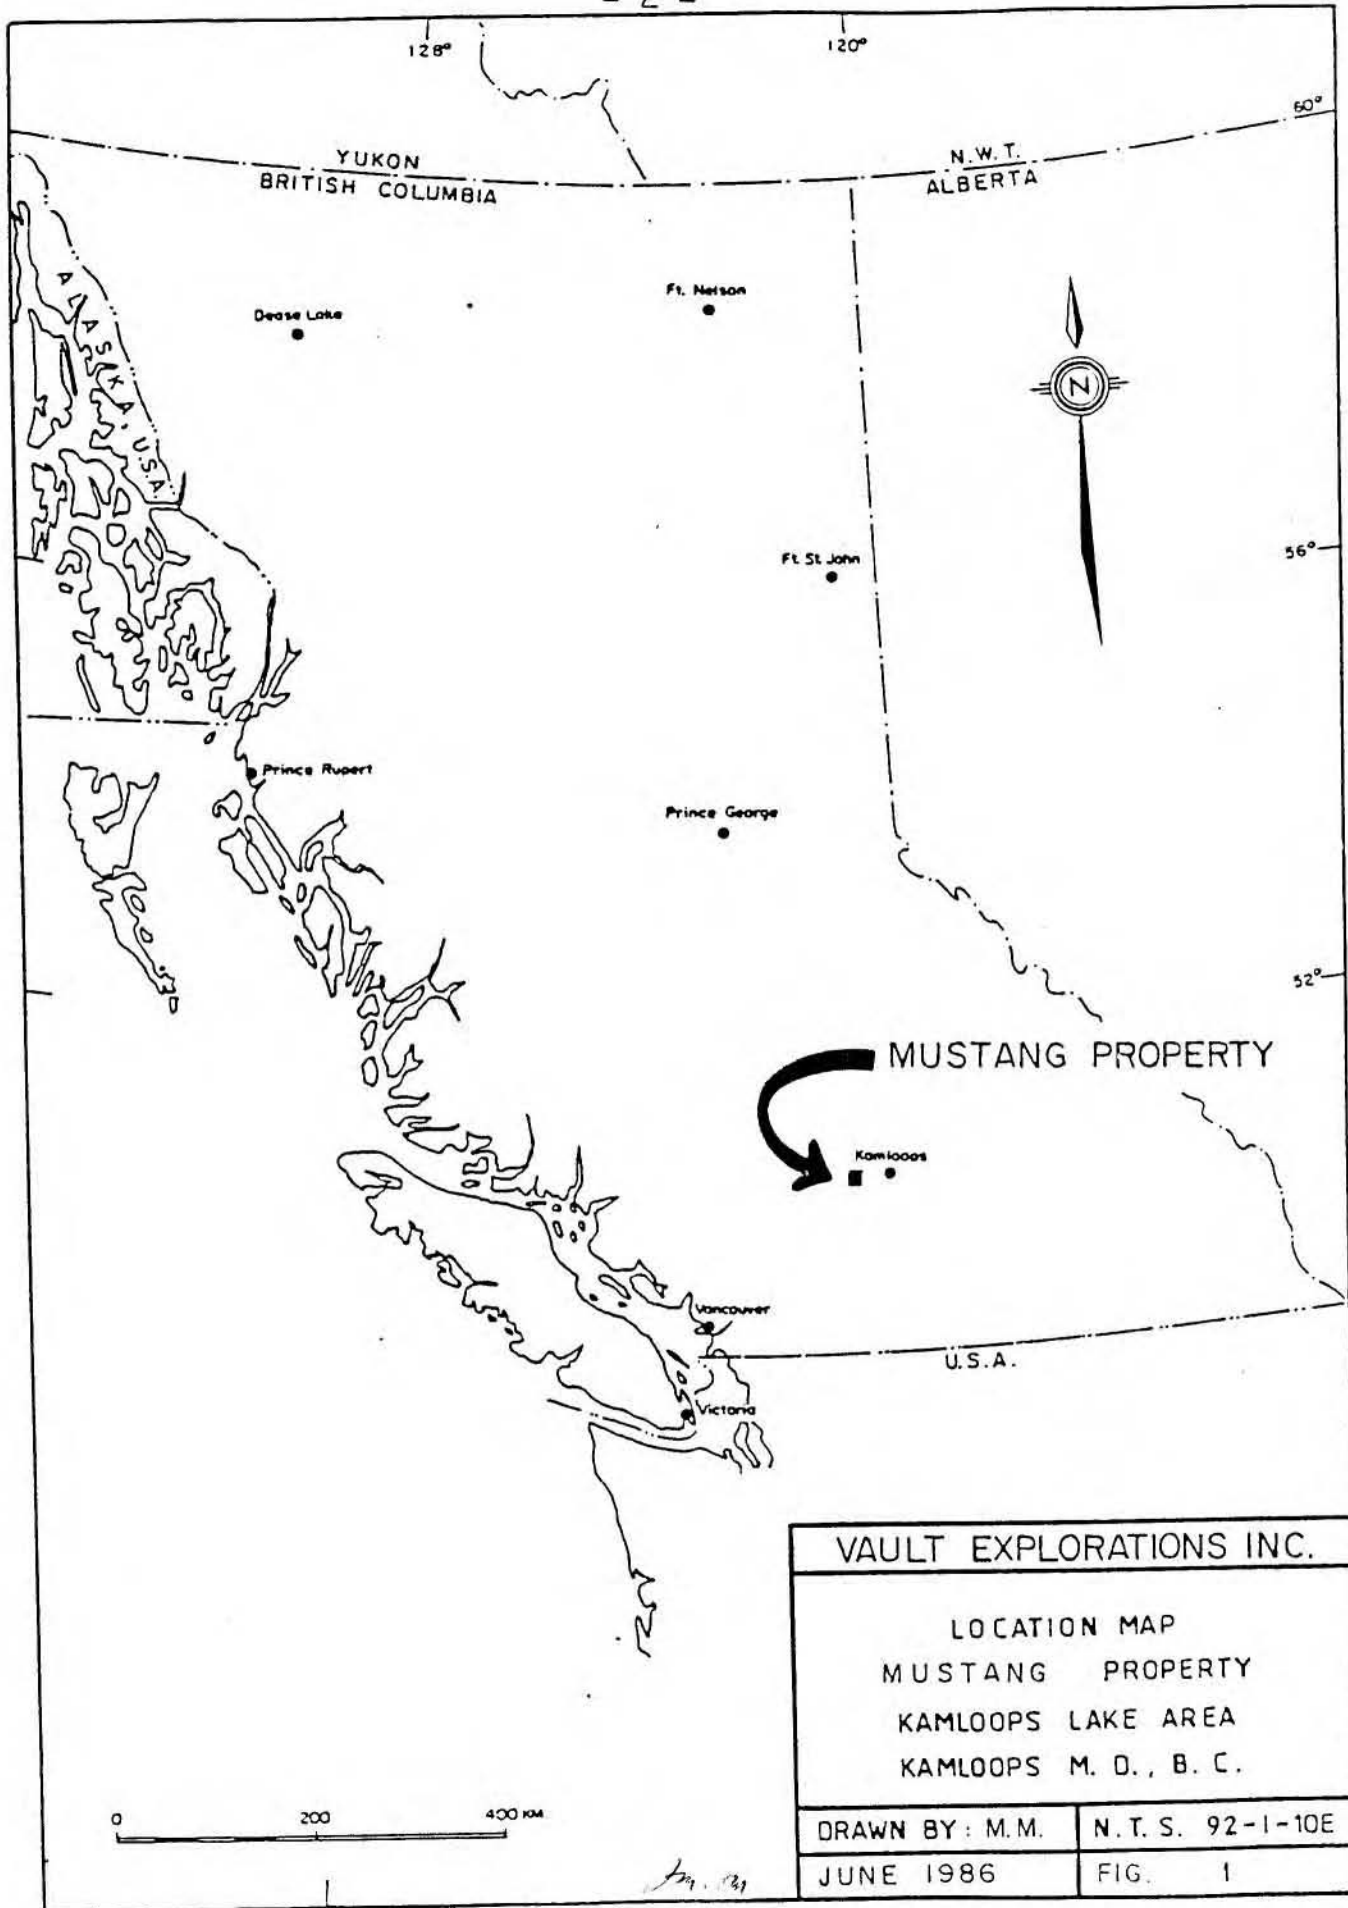 - 2 -
128° 120°
60°
YUKON
BRITISH COLUMBIA
N.W.T.
ALBERTA
ALASKA, U.S.A.
Dease Lake
Ft. Nelson
N
Ft. St. John
56°
Prince Rupert
Prince George
52°
MUSTANG PROPERTY
Kamloops
Vancouver
U.S.A.
Victoria
VAULT EXPLORATIONS INC.
LOCATION MAP
MUSTANG PROPERTY
KAMLOOPS LAKE AREA
KAMLOOPS M. D., B. C.
0 200 400 KM.
DRAWN BY: M.M. N.T.S. 92-1-10E
JUNE 1986 FIG. 1